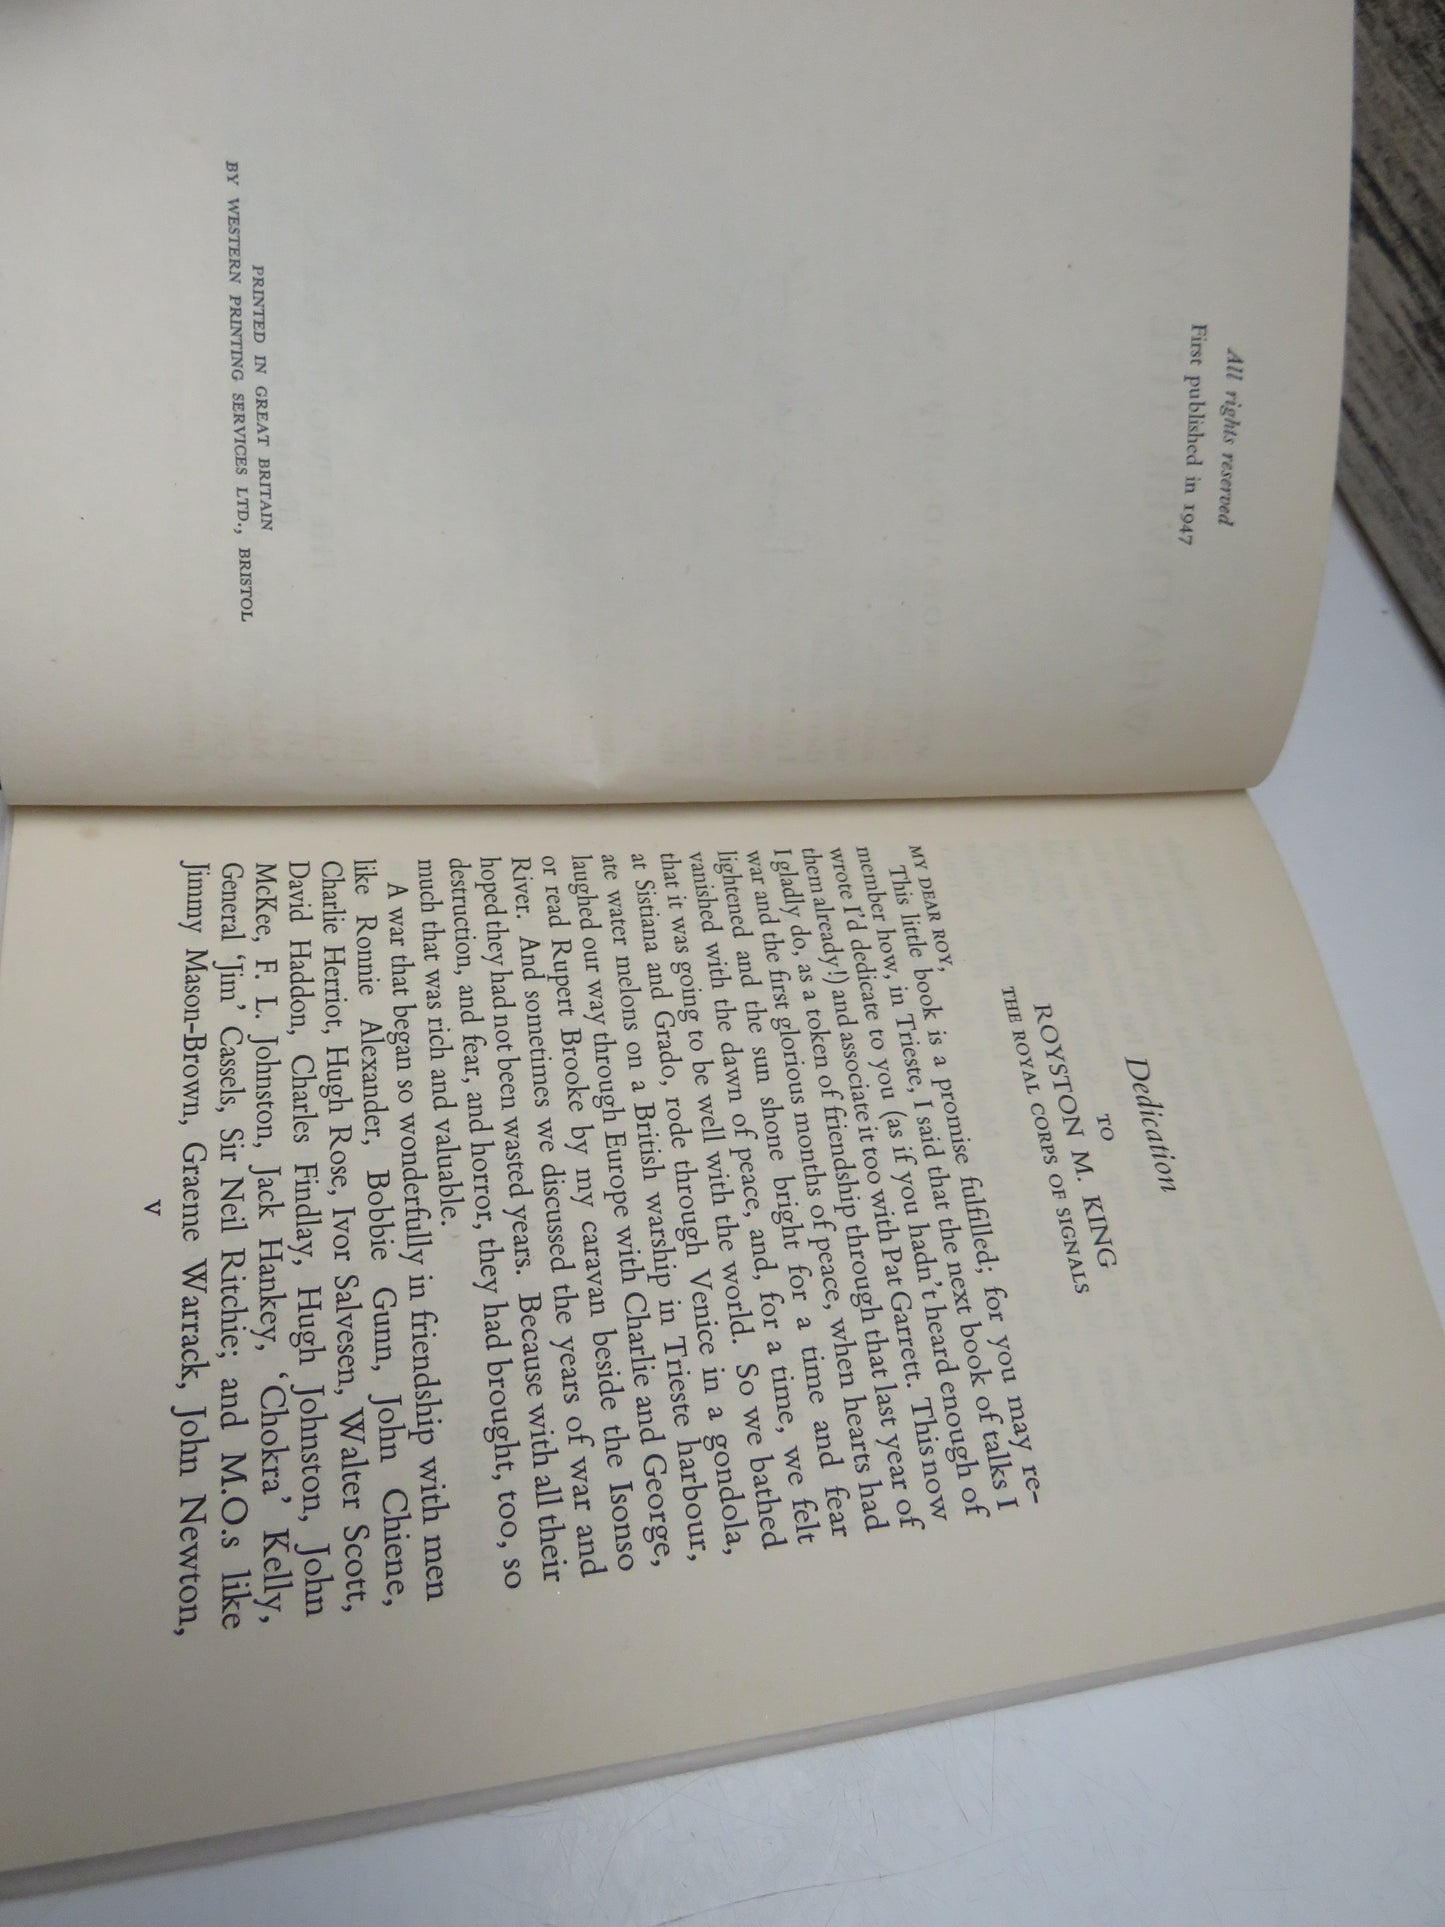 All rights reserved
First published in 1947
PRINTED IN GREAT BRITAIN
BY WESTERN PRINTING SERVICES LTD., BRISTOL
Dedication
TO
ROYSTON M. KING
THE ROYAL CORPS OF SIGNALS
MY DEAR ROY,
This little book is a promise fulfilled; for you may re-
member how, in Trieste, I said that the next book of talks I
wrote I'd dedicate to you (as if you hadn't heard enough of
them already!) and associate it too with Pat Garrett. This now
I gladly do, as a token of friendship through that last year of
war and the first glorious months of peace, when hearts had
lightened and the sun shone bright for a time and fear
vanished with the dawn of peace, and, for a time, we felt
that it was going to be well with the world. So we bathed
at Sistiana and Grado, rode through Venice in a gondola,
ate water melons on a British warship in Trieste harbour,
laughed our way through Europe with Charlie and George,
or read Rupert Brooke by my caravan beside the Isonso
River. And sometimes we discussed the years of war and
hoped they had not been wasted years. Because with all their
destruction, and fear, and horror, they had brought, too, so
much that was rich and valuable.
A war that began so wonderfully in friendship with men
like Ronnie Alexander, Bobbie Gunn, John Chiene,
Charlie Herriot, Hugh Rose, Ivor Salvesen, Walter Scott,
David Haddon, Charles Findlay, Hugh Johnston, John
McKee, F. L. Johnston, Jack Hankey, 'Chokra' Kelly,
General 'Jim' Cassels, Sir Neil Ritchie; and M.O.s like
Jimmy Mason-Brown, Graeme Warrack, John Newton,
v